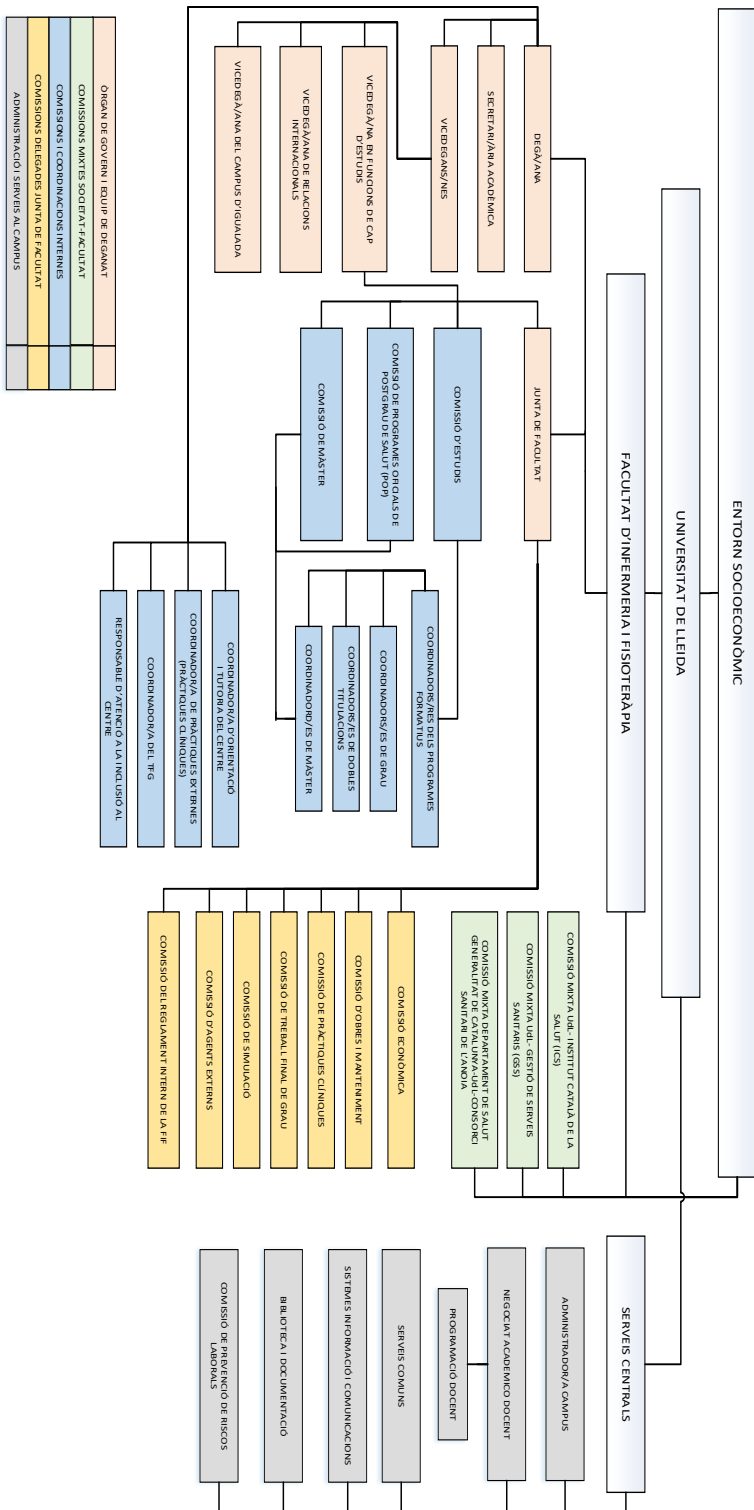 ENTORN SOCIOECONÒMIC
UNIVERSITAT DE LLEIDA
FACULTAT D'INFERMERIA I FISIOTERÀPIA
SERVEIS CENTRALS
DEGÀ/ANA
SECRETARI/ÀRIA ACADÈMICA
VICEDEGANS/NES
VICEDEGÀ/NA EN FUNCIONS DE CAP
D'ESTUDIS
VICEDEGÀ/ANA DE RELACIONS
INTERNACIONALS
VICEDEGÀ/ANA DEL CAMPUS D'IGUALADA
JUNTA DE FACULTAT
COMISSIÓ D'ESTUDIS
COMISSIÓ DE PROGRAMES OFICIALS DE
POSTGRAU DE SALUT (POP)
COMISSIÓ DE MÀSTER
COORDINADORS/RES DELS PROGRAMES
FORMATIUS
COORDINADORS/ES DE GRAU
COORDINADORS/ES DE DOBLES
TITULACIONS
COORDINADORD/ES DE MÀSTER
COORDINADOR/A D'ORIENTACIÓ
I TUTORIA DEL CENTRE
COORDINADOR/A DE PRÀCTIQUES EXTERNES
(PRÀCTIQUES CLÍNIQUES)
COORDINADOR/A DEL TFG
RESPONSABLE D'ATENCIÓ A LA INCLUSIÓ AL
CENTRE
COMISSIÓ MIXTA UdL- INSTITUT CATALÀ DE LA
SALUT (ICS)
COMISSIÓ MIXTA UdL- GESTIÓ DE SERVEIS
SANITARIS (GSS)
COMISSIÓ MIXTA DEPARTAMENT DE SALUT
GENERALITAT DE CATALUNYA-UdL-CONSORCI
SANITARI DE L'ANOIA
COMISSIÓ ECONÒMICA
COMISSIÓ D'OBRES I MANTENIMENT
COMISSIÓ DE PRÀCTIQUES CLÍNIQUES
COMISSIÓ DE TREBALL FINAL DE GRAU
COMISSIÓ DE SIMULACIÓ
COMISSIÓ D'AGENTS EXTERNS
COMISSIÓ DEL REGLAMENT INTERN DE LA FIF
ADMINISTRADOR/A CAMPUS
NEGOCIAT ACADEMICO DOCENT
PROGRAMACIÓ DOCENT
SERVEIS COMUNS
SISTEMES INFORMACIÓ I COMUNICACIONS
BIBLIOTECA I DOCUMENTACIÓ
COMISSIÓ DE PREVENCIÓ DE RISCOS
LABORALS
ÒRGAN DE GOVERN I EQUIP DE DEGANAT
COMISSIONS MIXTES SOCIETAT-FACULTAT
COMISSIONS I COORDINACIONS INTERNES
COMISSIONS DELEGADES JUNTA DE FACULTAT
ADMINISTRACIÓ I SERVEIS AL CAMPUS